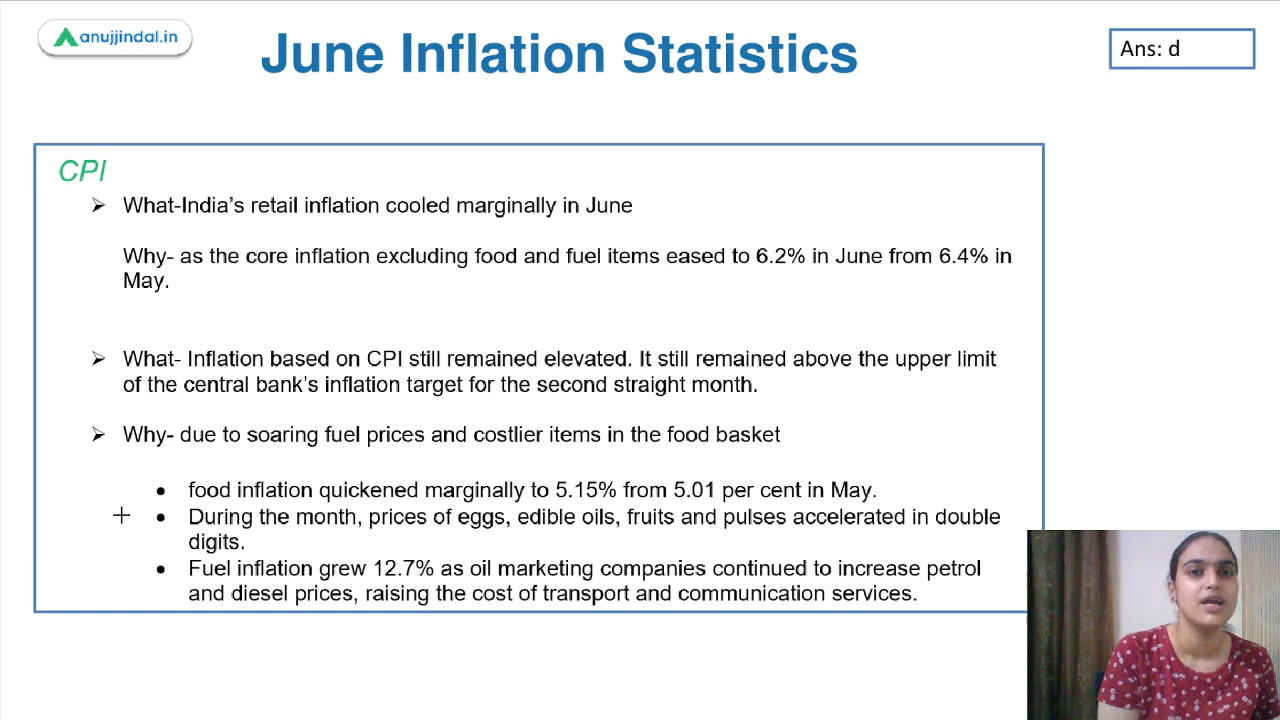 anujjindal.in
June Inflation Statistics
Ans: d
CPI
What-India's retail inflation cooled marginally in June
Why- as the core inflation excluding food and fuel items eased to 6.2% in June from 6.4% in
May.
What- Inflation based on CPI still remained elevated. It still remained above the upper limit
of the central bank's inflation target for the second straight month.
Why- due to soaring fuel prices and costlier items in the food basket
food inflation quickened marginally to 5.15% from 5.01 per cent in May.
During the month, prices of eggs, edible oils, fruits and pulses accelerated in double
digits.
Fuel inflation grew 12.7% as oil marketing companies continued to increase petrol
and diesel prices, raising the cost of transport and communication services.